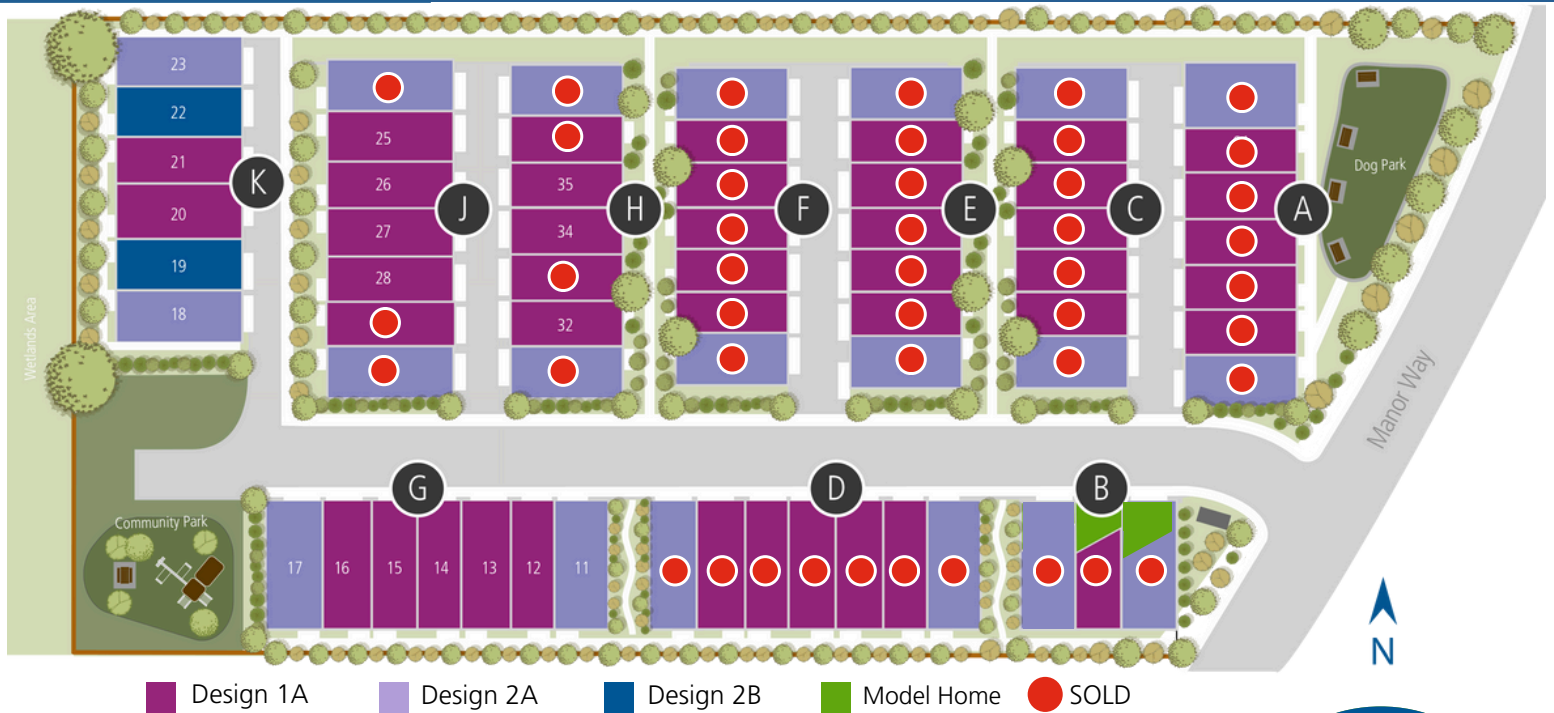 23
22
21
20
19
18
K
25
26
27
28
J
35
34
32
H
F
E
C
A
Dog Park
Wetlands Area
Manor Way
G
D
B
Community Park
17
16
15
14
13
12
11
N
Design 1A
Design 2A
Design 2B
Model Home
SOLD